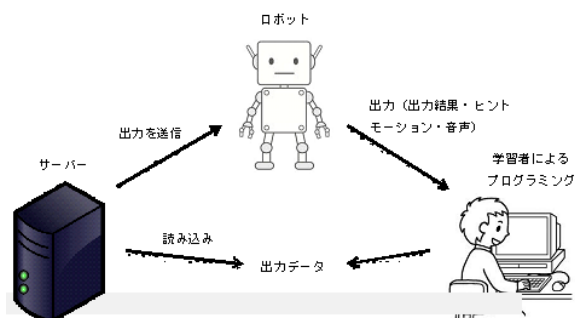 ロボット
出力（出力結果・ヒント
モーション・音声）
出力を送信
学習者による
プログラミング
サーバー
読み込み
出力データ